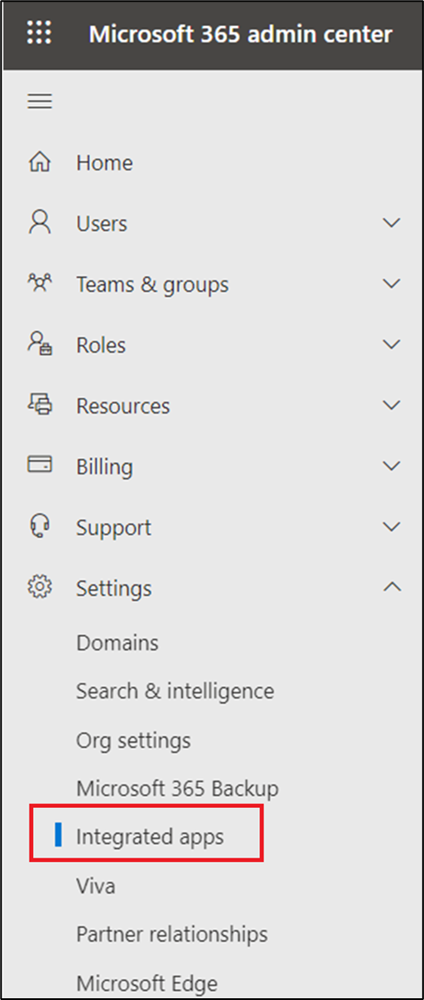 Microsoft 365 admin center
Home
Users
Teams & groups
Roles
Resources
Billing
Support
Settings
Domains
Search & intelligence
Org settings
Microsoft 365 Backup
Integrated apps
Viva
Partner relationships
Microsoft Edge